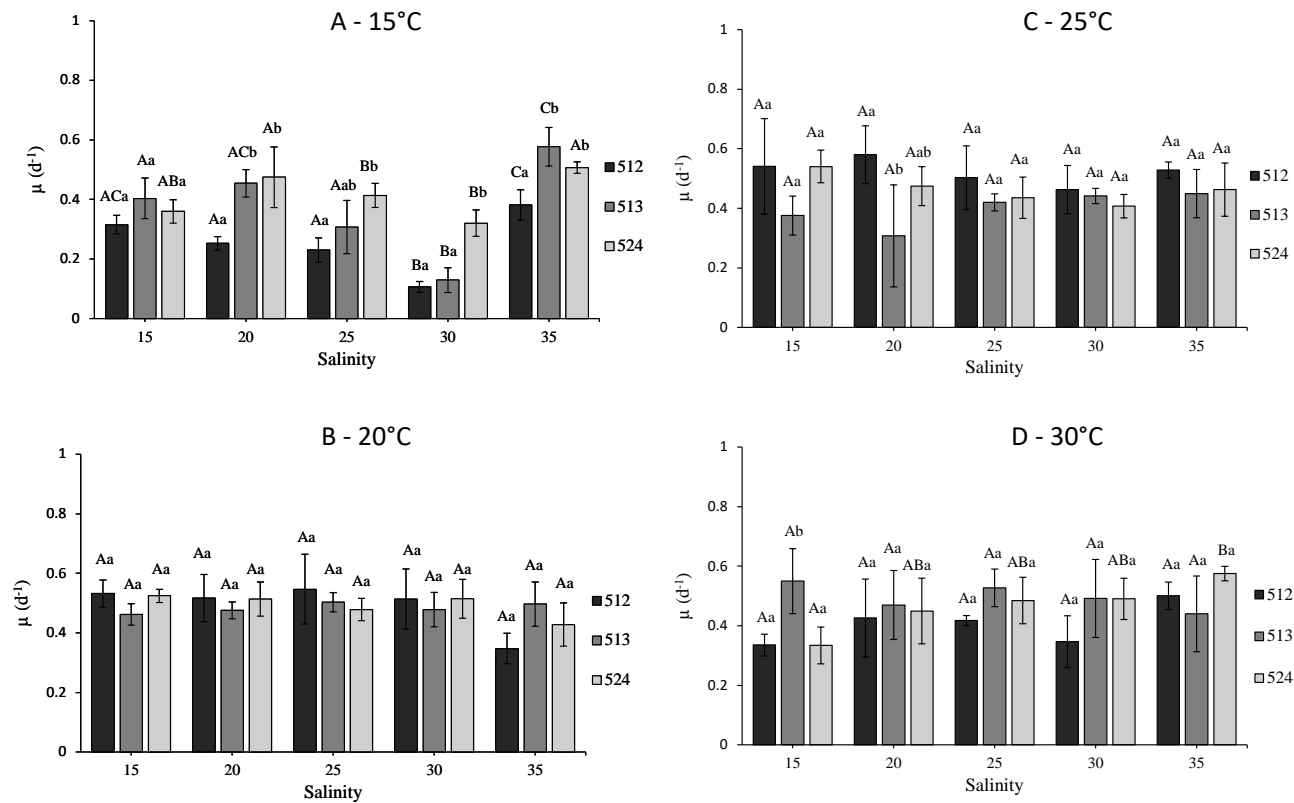 A - 15°C
1
0.8
0.6
0.4
0.2
0
μ (d-1)
ACa Aa ABa
Aa ACb Ab
Aa Aab Bb
Ba Ba Bb
Ca Cb Ab
15 20 25 30 35
Salinity
512
513
524
C - 25°C
1
0.8
0.6
0.4
0.2
0
μ (d-1)
Aa Aa Aa
Aa Ab Aab
Aa Aa Aa
Aa Aa Aa
Aa Aa Aa
15 20 25 30 35
Salinity
512
513
524
B - 20°C
1
0.8
0.6
0.4
0.2
0
μ (d-1)
Aa Aa Aa
Aa Aa Aa
Aa Aa Aa
Aa Aa Aa
Aa Aa Aa
15 20 25 30 35
Salinity
512
513
524
D - 30°C
1
0.8
0.6
0.4
0.2
0
μ (d-1)
Aa Ab Aa
Aa Aa ABa
Aa Aa ABa
Aa Aa ABa
Aa Aa Ba
15 20 25 30 35
Salinity
512
513
524